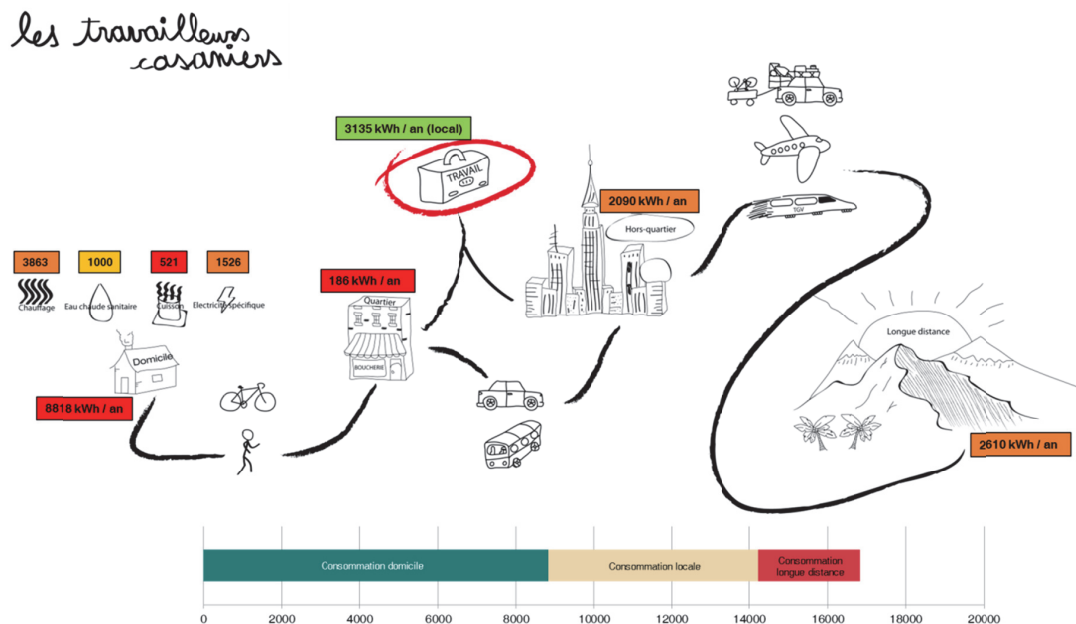 les travailleurs
casaniers
3135 kWh / an (local)
TRAVAIL
2090 kWh / an
Hors-quartier
TGV
3863
1000
521
1526
Chauffage
Eau chaude sanitaire
Cuisson
Electricité spécifique
186 kWh / an
Quartier
BOUCHERIE
Domicile
8818 kWh / an
Longue distance
2610 kWh / an
Consommation domicile
Consommation locale
Consommation
longue distance
0
2000
4000
6000
8000
10000
12000
14000
16000
18000
20000